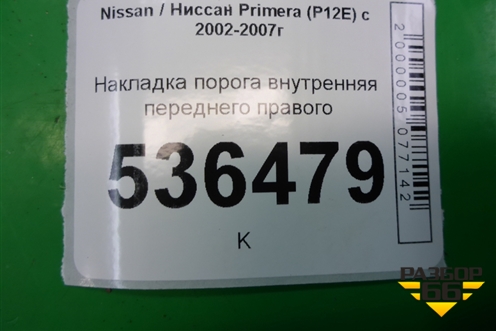 Nissan / Ниссан Primera (P12E) с
2002-2007г
Накладка порога внутренняя
переднего правого
536479
К
2000005077142
РАЗБОР
66